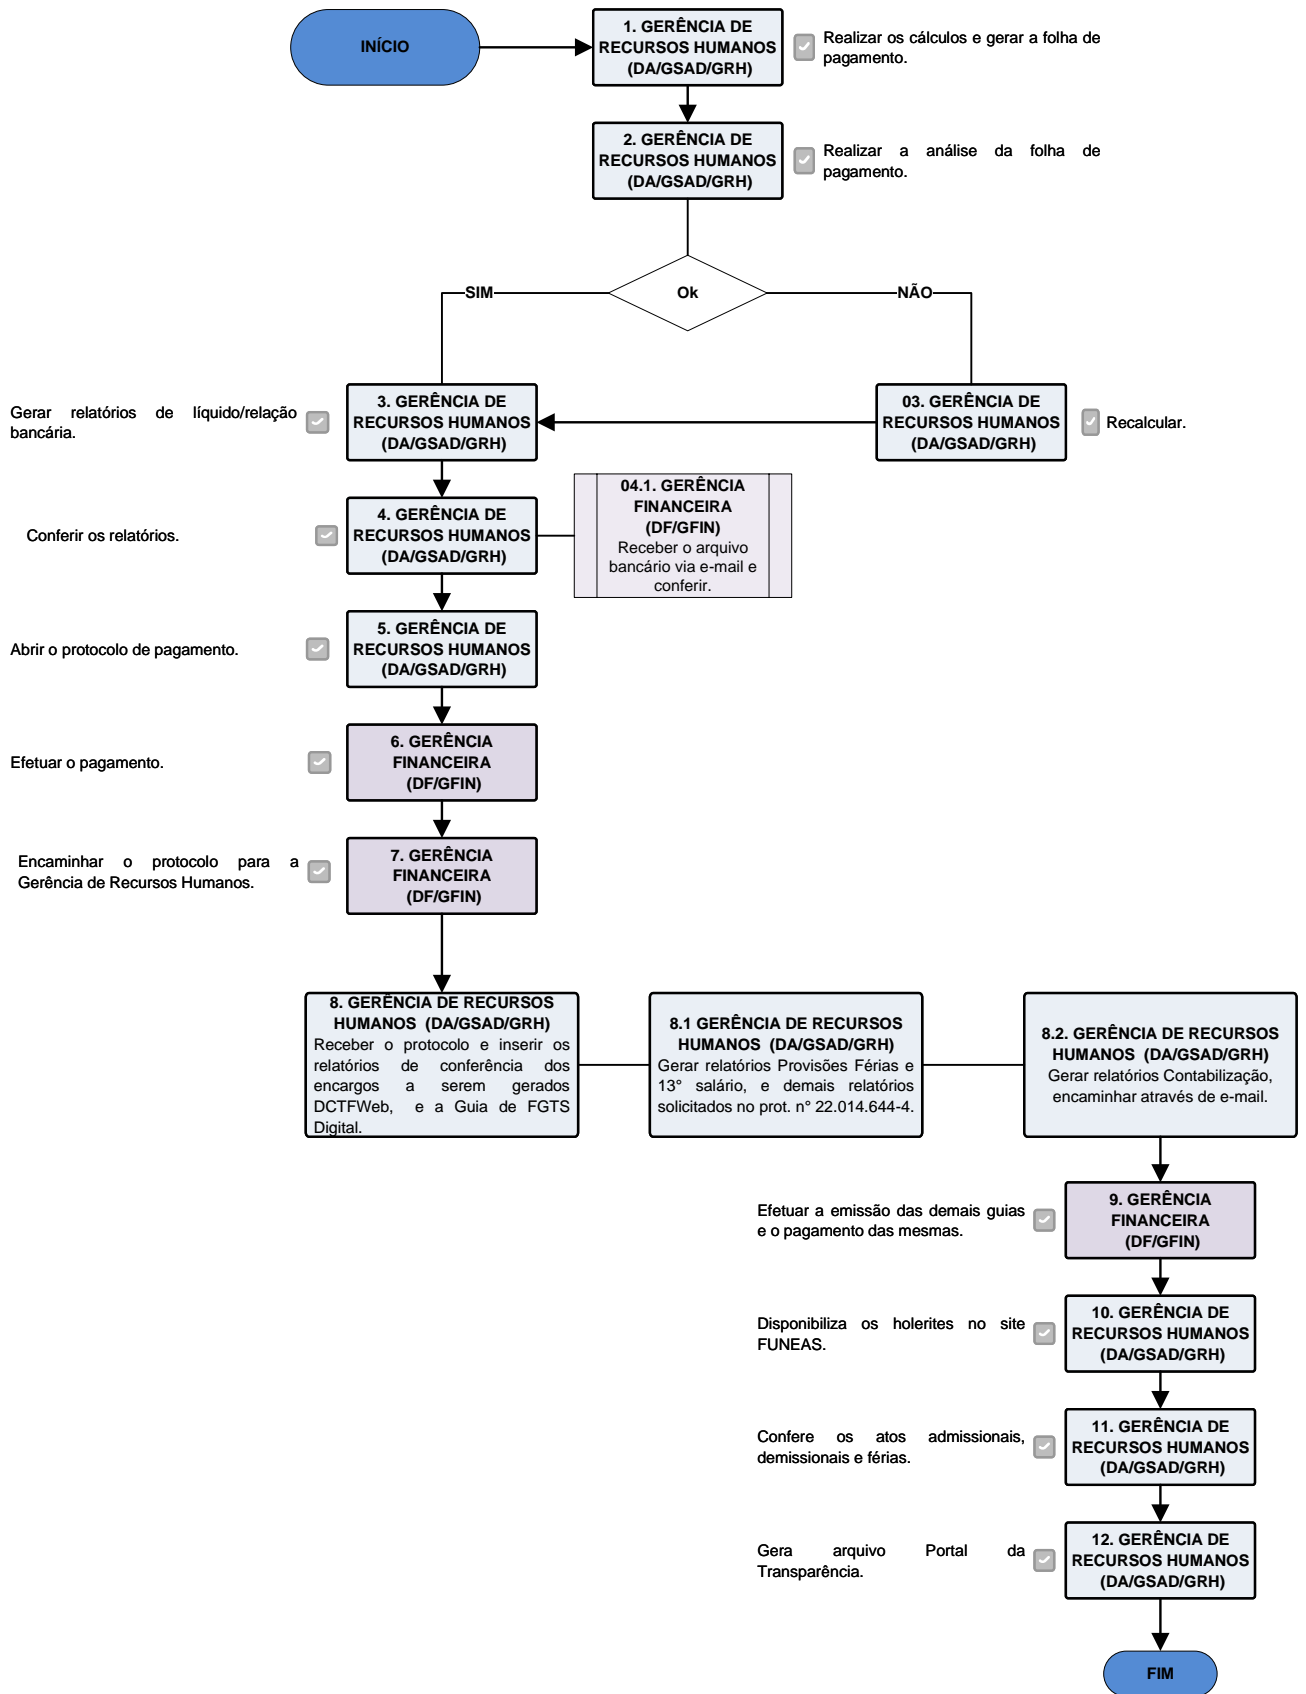 INÍCIO
1. GERÊNCIA DE
RECURSOS HUMANOS
(DA/GSAD/GRH)
Realizar os cálculos e gerar a folha de
pagamento.
2. GERÊNCIA DE
RECURSOS HUMANOS
(DA/GSAD/GRH)
Realizar a análise da folha de
pagamento.
Ok
SIM
NÃO
Gerar relatórios de líquido/relação
bancária.
3. GERÊNCIA DE
RECURSOS HUMANOS
(DA/GSAD/GRH)
03. GERÊNCIA DE
RECURSOS HUMANOS
(DA/GSAD/GRH)
Recalcular.
Conferir os relatórios.
4. GERÊNCIA DE
RECURSOS HUMANOS
(DA/GSAD/GRH)
04.1. GERÊNCIA
FINANCEIRA
(DF/GFIN)
Receber o arquivo
bancário via e-mail e
conferir.
Abrir o protocolo de pagamento.
5. GERÊNCIA DE
RECURSOS HUMANOS
(DA/GSAD/GRH)
Efetuar o pagamento.
6. GERÊNCIA
FINANCEIRA
(DF/GFIN)
Encaminhar o protocolo para a
Gerência de Recursos Humanos.
7. GERÊNCIA
FINANCEIRA
(DF/GFIN)
8. GERÊNCIA DE RECURSOS
HUMANOS (DA/GSAD/GRH)
Receber o protocolo e inserir os
relatórios de conferência dos
encargos a serem gerados
DCTFWeb, e a Guia de FGTS
Digital.
8.1 GERÊNCIA DE RECURSOS
HUMANOS (DA/GSAD/GRH)
Gerar relatórios Provisões Férias e
13° salário, e demais relatórios
solicitados no prot. n° 22.014.644-4.
8.2. GERÊNCIA DE RECURSOS
HUMANOS (DA/GSAD/GRH)
Gerar relatórios Contabilização,
encaminhar através de e-mail.
Efetuar a emissão das demais guias
e o pagamento das mesmas.
9. GERÊNCIA
FINANCEIRA
(DF/GFIN)
Disponibiliza os holerites no site
FUNEAS.
10. GERÊNCIA DE
RECURSOS HUMANOS
(DA/GSAD/GRH)
Confere os atos admissionais,
demissionais e férias.
11. GERÊNCIA DE
RECURSOS HUMANOS
(DA/GSAD/GRH)
Gera arquivo Portal da
Transparência.
12. GERÊNCIA DE
RECURSOS HUMANOS
(DA/GSAD/GRH)
FIM